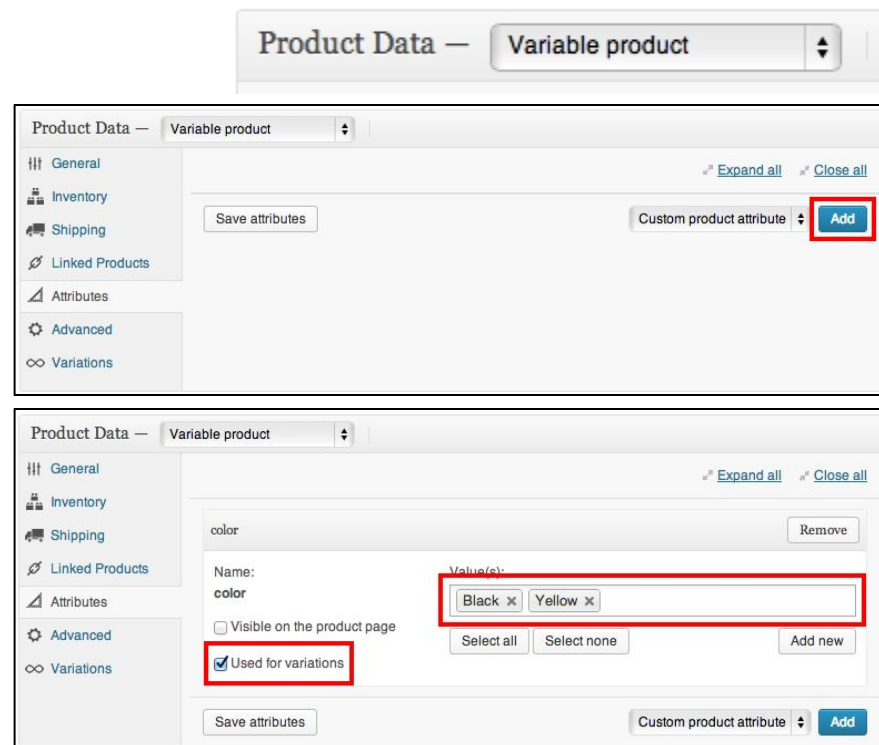 Product Data — Variable product
Product Data — Variable product
General
Expand all Close all
Inventory
Save attributes Custom product attribute Add
Shipping
Linked Products
Attributes
Advanced
Variations
Product Data — Variable product
General
Expand all Close all
Inventory
Shipping
color Remove
Linked Products
Name: Value(s):
color
Black × Yellow ×
Attributes
Visible on the product page
Select all Select none Add new
Advanced
Used for variations
Variations
Save attributes Custom product attribute Add